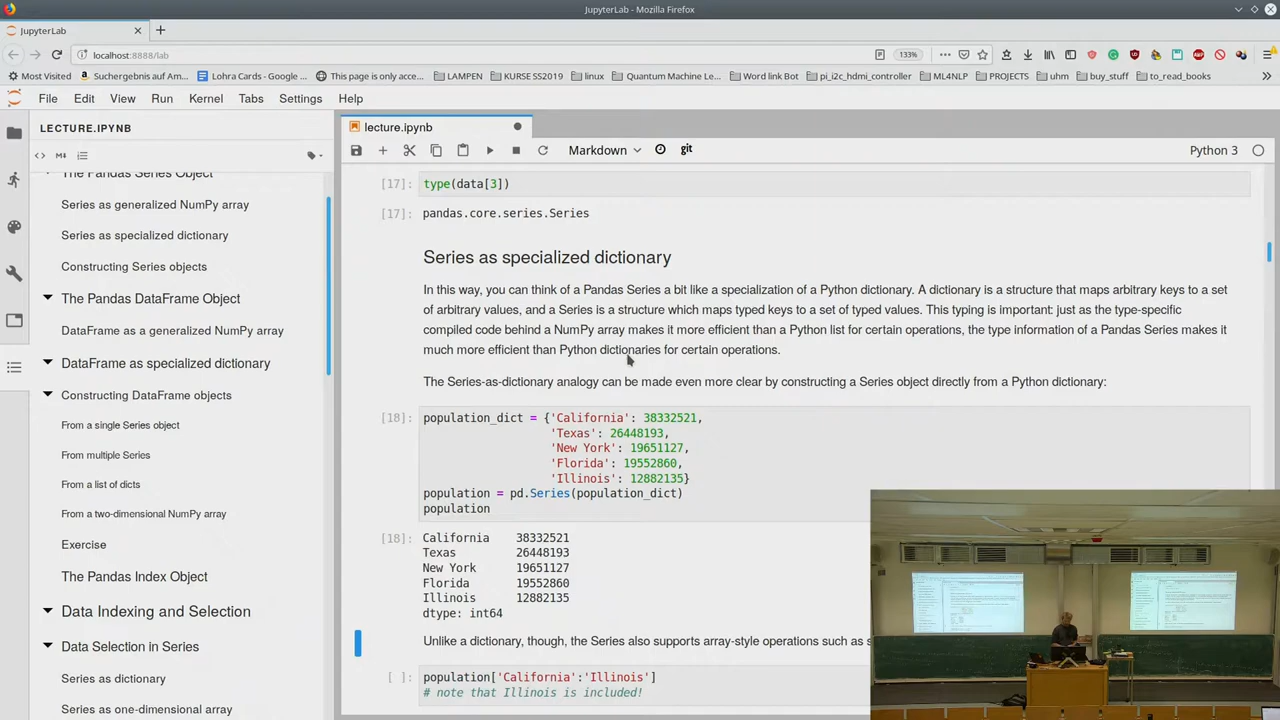 JupyterLab - Mozilla Firefox
JupyterLab
localhost:8888/lab
133%
Most Visited
Suchergebnis auf Am...
Lohra Cards - Google ...
This page is only acce...
LAMPEN
KURSE SS2019
linux
Quantum Machine Le...
Word link Bot
pi_i2c_hdmi_controller
ML4NLP
PROJECTS
uhm
buy_stuff
to_read_books
File Edit View Run Kernel Tabs Settings Help
LECTURE.IPYNB
The Pandas Series Object
Series as generalized NumPy array
Series as specialized dictionary
Constructing Series objects
The Pandas DataFrame Object
DataFrame as a generalized NumPy array
DataFrame as specialized dictionary
Constructing DataFrame objects
From a single Series object
From multiple Series
From a list of dicts
From a two-dimensional NumPy array
Exercise
The Pandas Index Object
Data Indexing and Selection
Data Selection in Series
Series as dictionary
Series as one-dimensional array
lecture.ipynb
Markdown
git
Python 3
[17]: type(data[3])
[17]: pandas.core.series.Series
Series as specialized dictionary
In this way, you can think of a Pandas Series a bit like a specialization of a Python dictionary. A dictionary is a structure that maps arbitrary keys to a set
of arbitrary values, and a Series is a structure which maps typed keys to a set of typed values. This typing is important: just as the type-specific
compiled code behind a NumPy array makes it more efficient than a Python list for certain operations, the type information of a Pandas Series makes it
much more efficient than Python dictionaries for certain operations.
The Series-as-dictionary analogy can be made even more clear by constructing a Series object directly from a Python dictionary:
[18]: population_dict = {'California': 38332521,
'Texas': 26448193,
'New York': 19651127,
'Florida': 19552860,
'Illinois': 12882135}
population = pd.Series(population_dict)
population
[18]: California 38332521
Texas 26448193
New York 19651127
Florida 19552860
Illinois 12882135
dtype: int64
Unlike a dictionary, though, the Series also supports array-style operations such as s
[ ]: population['California':'Illinois']
# note that Illinois is included!